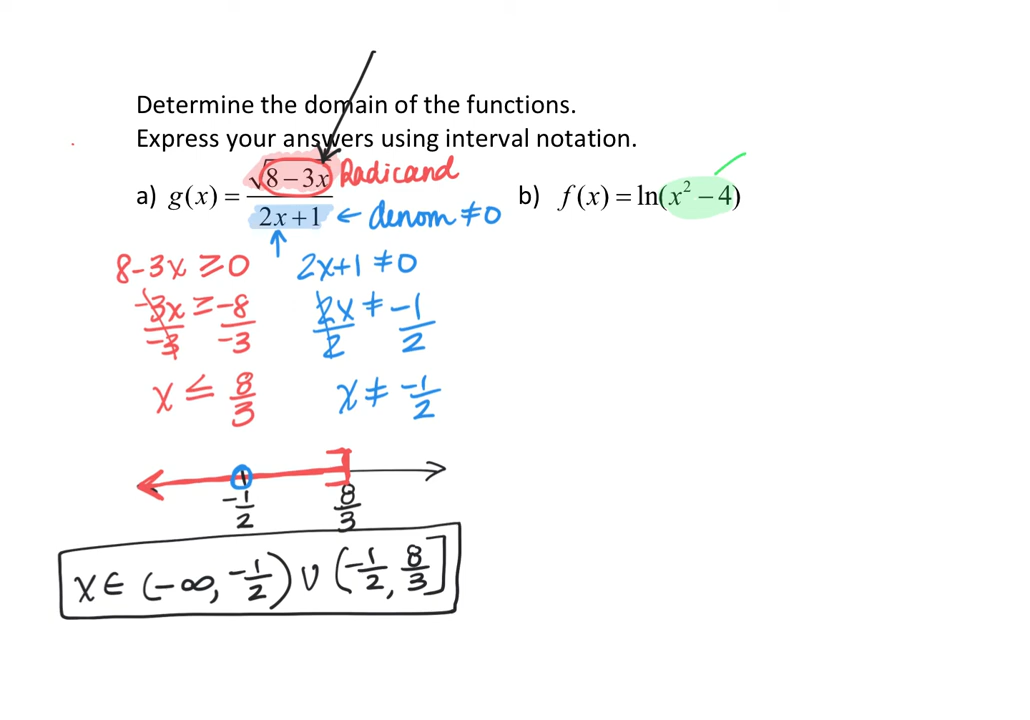 Determine the domain of the functions.
Express your answers using interval notation.
a) g(x) = √(8 − 3x) / (2x + 1)
Radicand
← denom ≠ 0
b) f(x) = ln(x² − 4)
8 - 3x ≥ 0
2x + 1 ≠ 0
-3x/-3 ≥ -8/-3
2x/2 ≠ -1/2
x ≤ 8/3
x ≠ -1/2
-1/2
8/3
x ∈ (-∞, -1/2) ∪ (-1/2, 8/3]